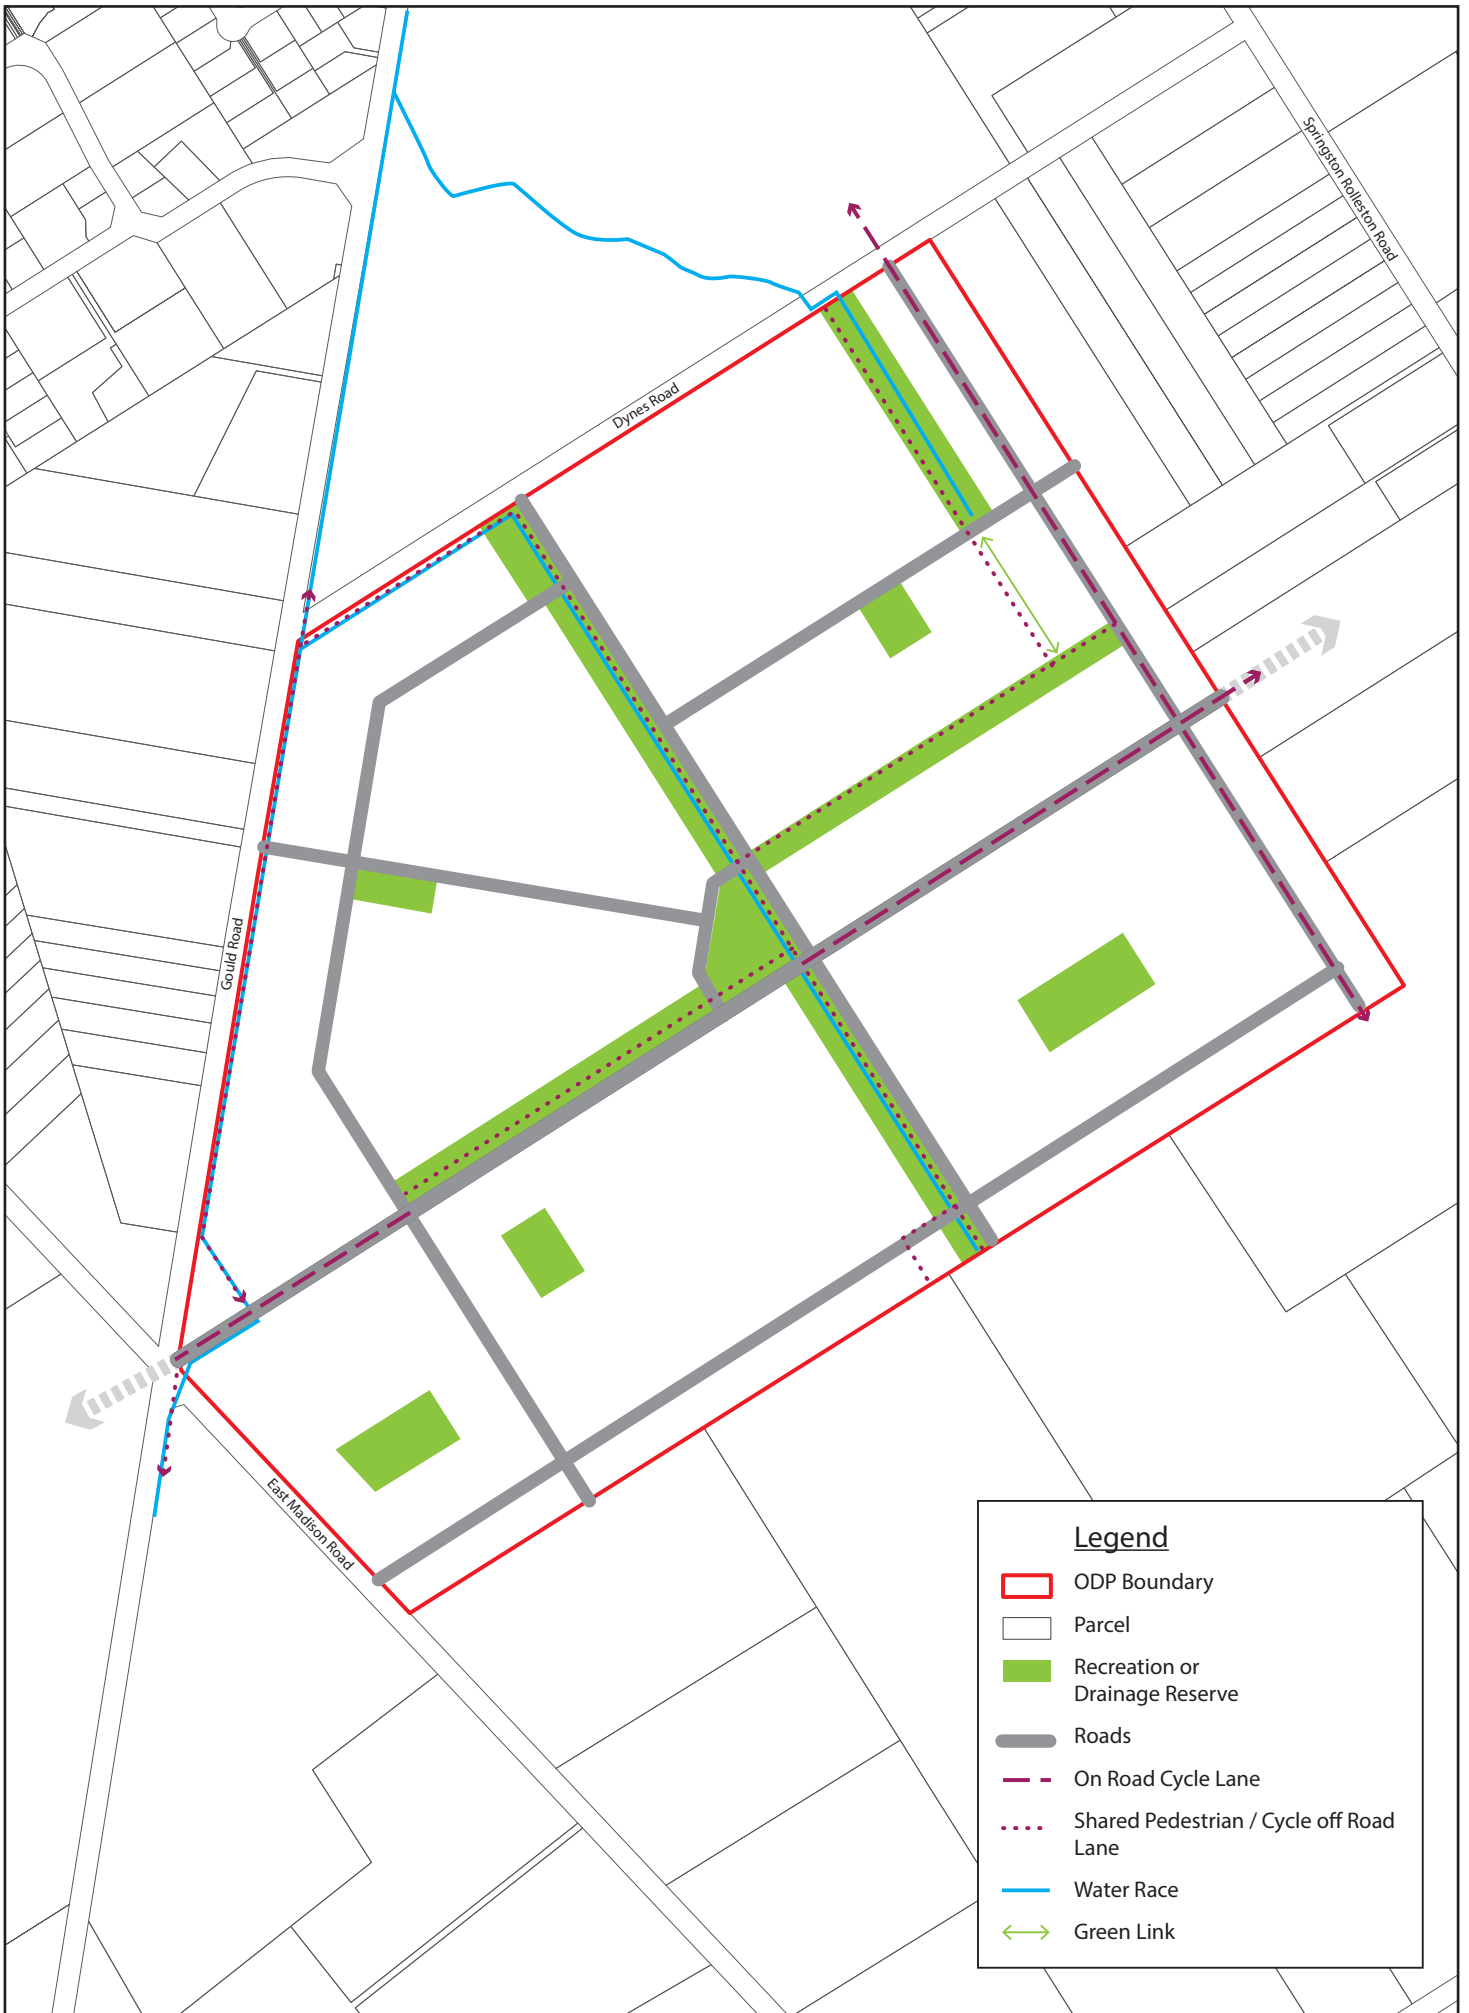 Springston Rolleston Road
Dynes Road
Gould Road
East Madison Road
Legend
ODP Boundary
Parcel
Recreation or
Drainage Reserve
Roads
On Road Cycle Lane
Shared Pedestrian / Cycle off Road
Lane
Water Race
Green Link